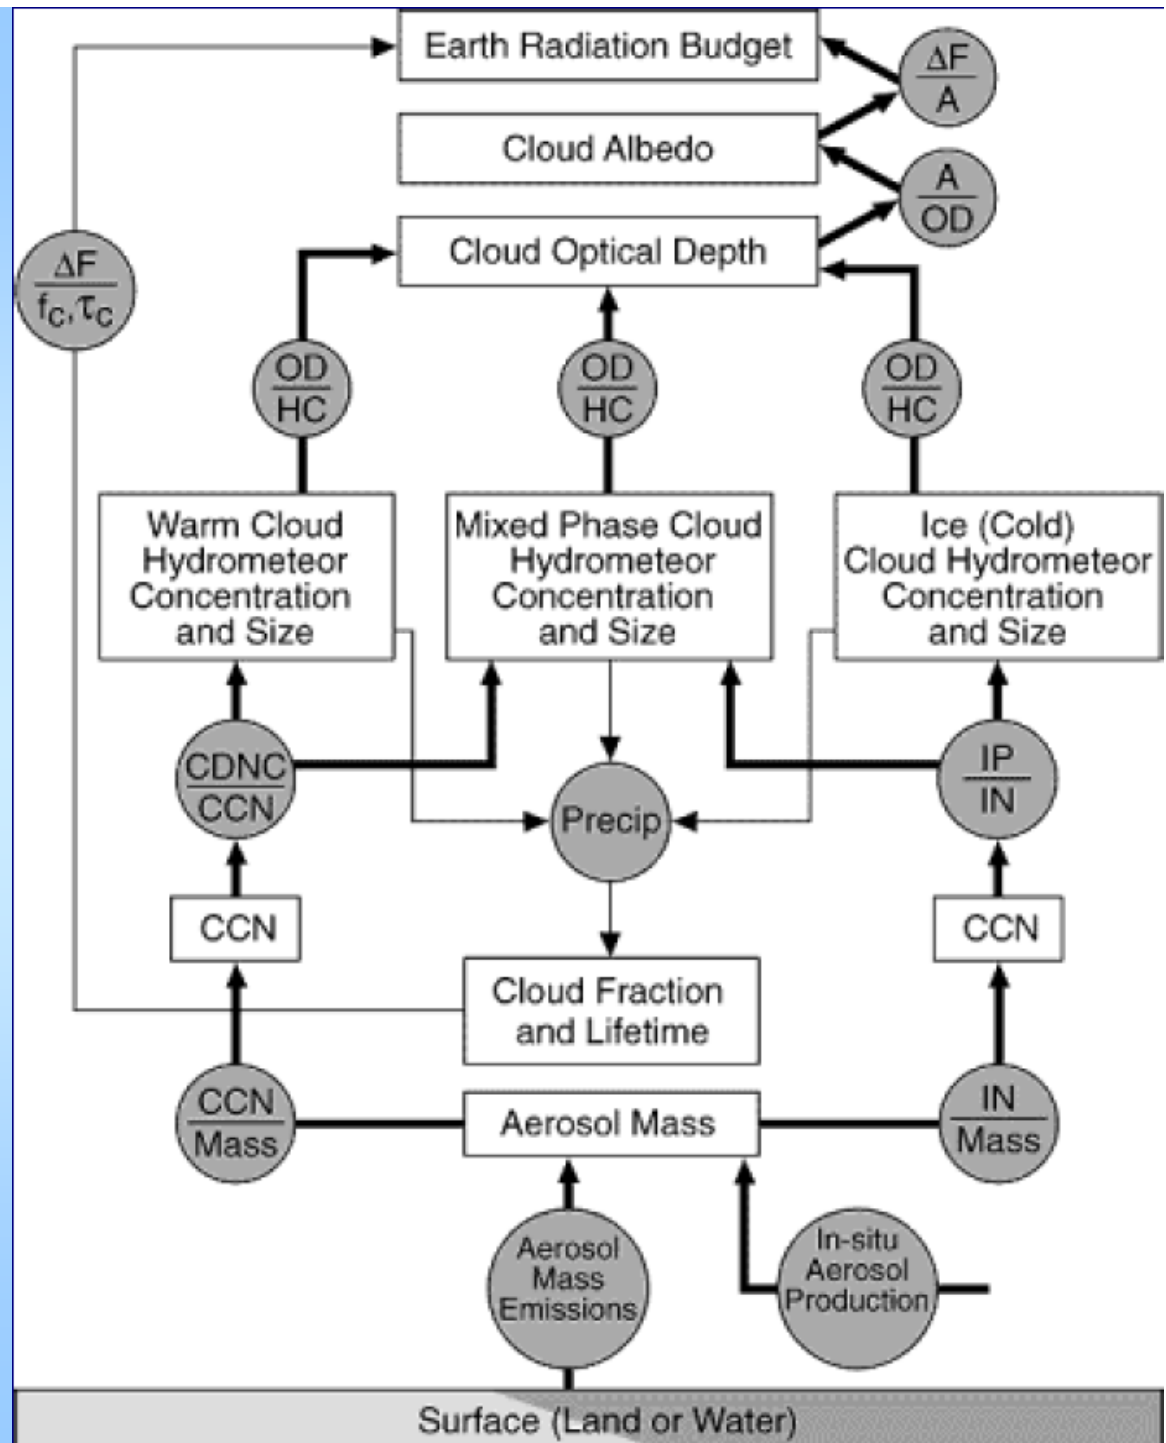 Earth Radiation Budget
ΔF
A
Cloud Albedo
A
OD
Cloud Optical Depth
ΔF
fC,τC
OD
HC
OD
HC
OD
HC
Warm Cloud
Hydrometeor
Concentration
and Size
Mixed Phase Cloud
Hydrometeor
Concentration
and Size
Ice (Cold)
Cloud Hydrometeor
Concentration
and Size
CDNC
CCN
Precip
IP
IN
CCN
CCN
Cloud Fraction
and Lifetime
CCN
Mass
Aerosol Mass
IN
Mass
Aerosol
Mass
Emissions
In-situ
Aerosol
Production
Surface (Land or Water)